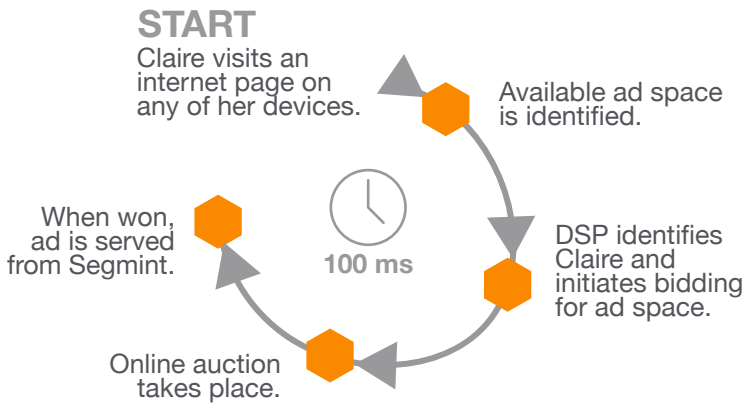 START
Claire visits an
internet page on
any of her devices.
Available ad space
is identified.
DSP identifies
Claire and
initiates bidding
for ad space.
Online auction
takes place.
When won,
ad is served
from Segmint.
100 ms